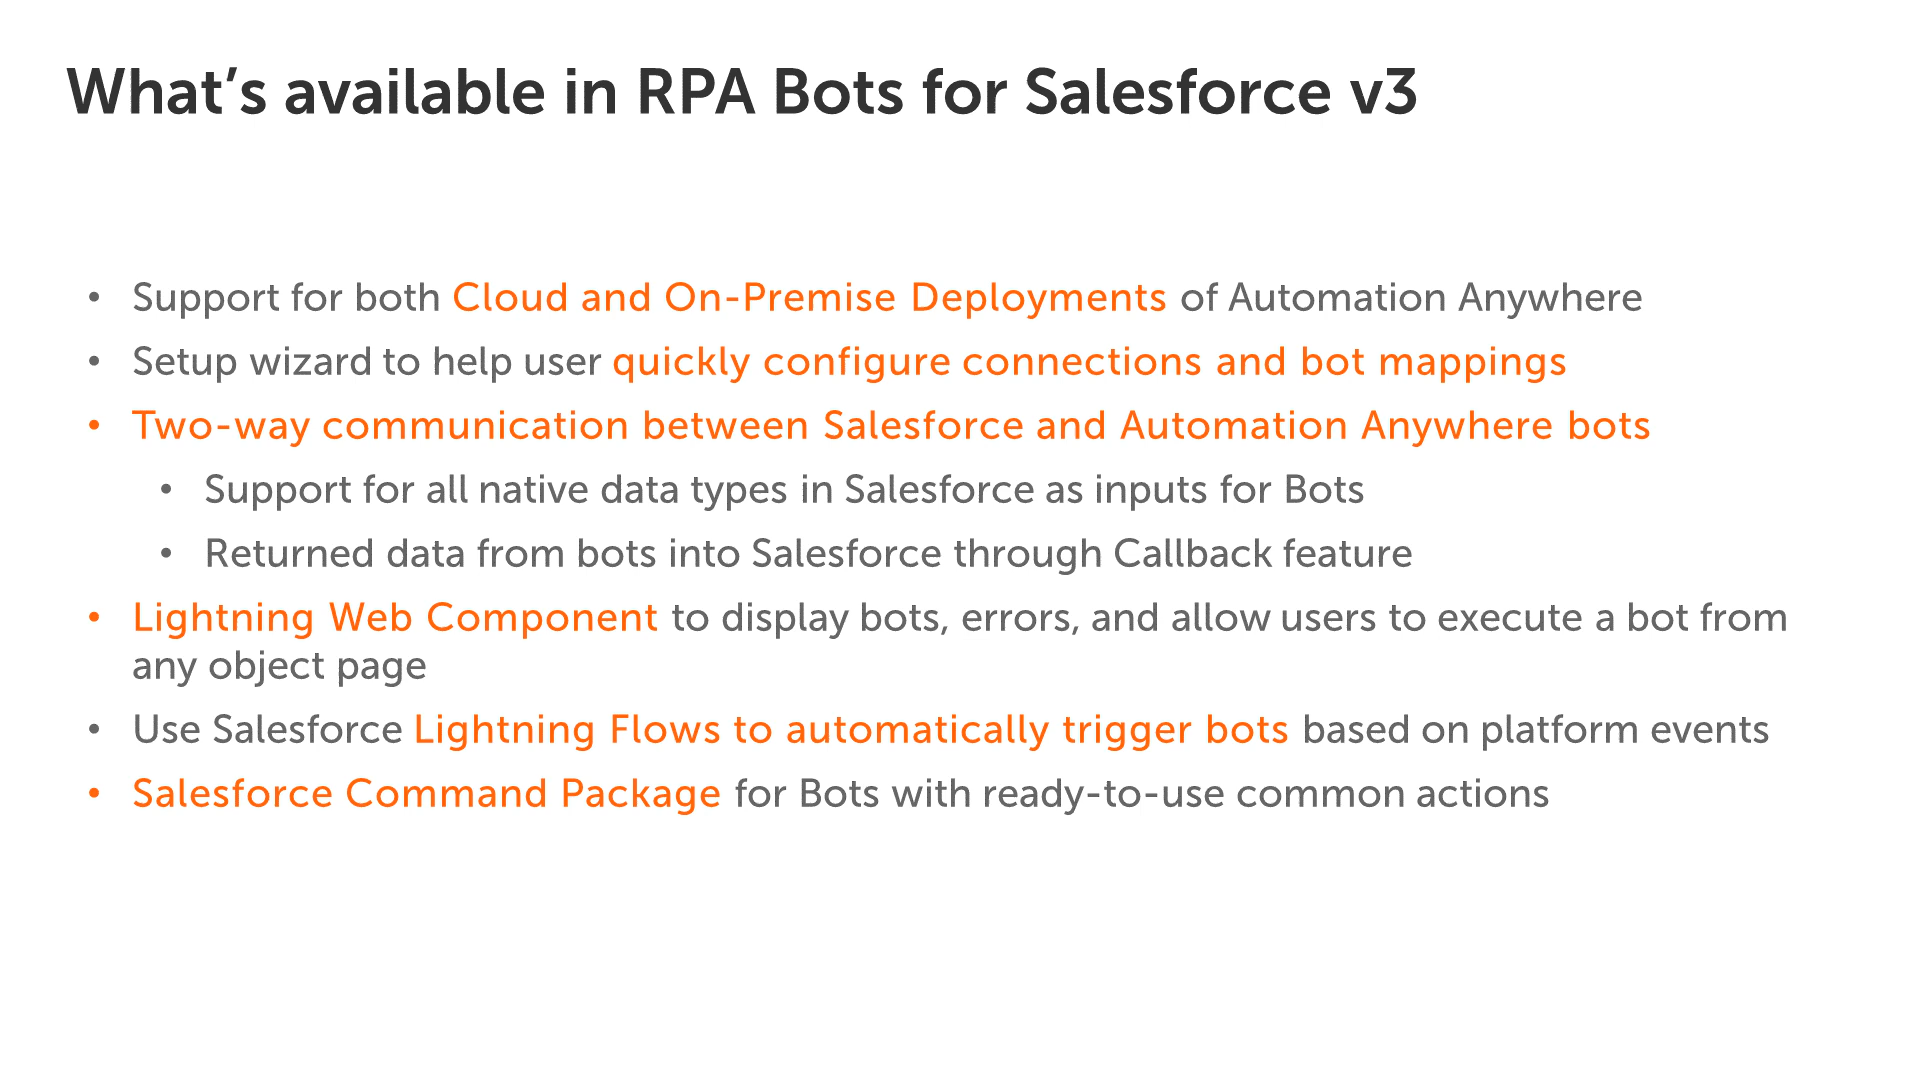 What’s available in RPA Bots for Salesforce v3
• Support for both Cloud and On-Premise Deployments of Automation Anywhere
• Setup wizard to help user quickly configure connections and bot mappings
• Two-way communication between Salesforce and Automation Anywhere bots
• Support for all native data types in Salesforce as inputs for Bots
• Returned data from bots into Salesforce through Callback feature
• Lightning Web Component to display bots, errors, and allow users to execute a bot from
any object page
• Use Salesforce Lightning Flows to automatically trigger bots based on platform events
• Salesforce Command Package for Bots with ready-to-use common actions